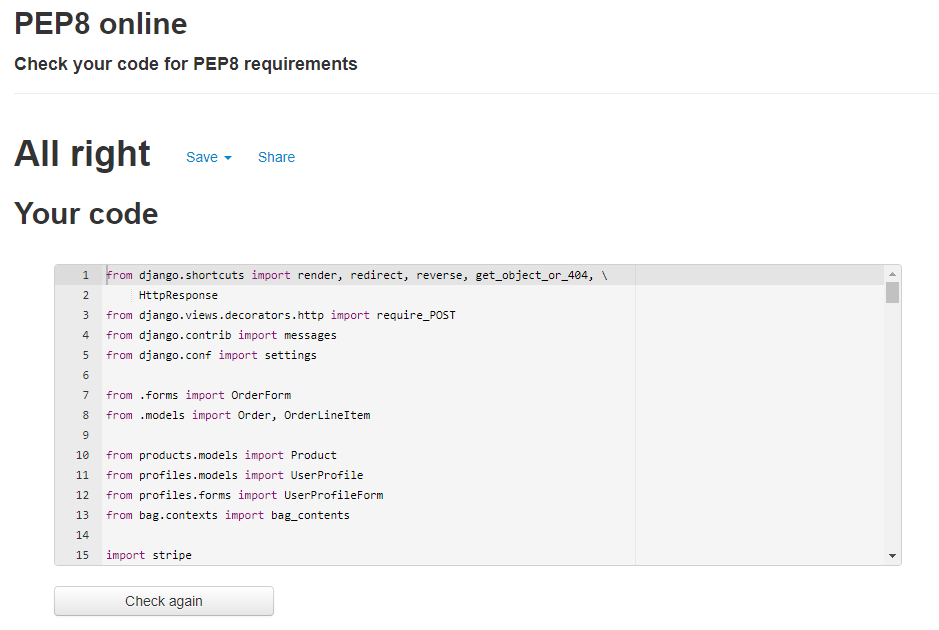 PEP8 online
Check your code for PEP8 requirements
All right Save Share
Your code
1 from django.shortcuts import render, redirect, reverse, get_object_or_404, \
2     HttpResponse
3 from django.views.decorators.http import require_POST
4 from django.contrib import messages
5 from django.conf import settings
6
7 from .forms import OrderForm
8 from .models import Order, OrderLineItem
9
10 from products.models import Product
11 from profiles.models import UserProfile
12 from profiles.forms import UserProfileForm
13 from bag.contexts import bag_contents
14
15 import stripe
Check again